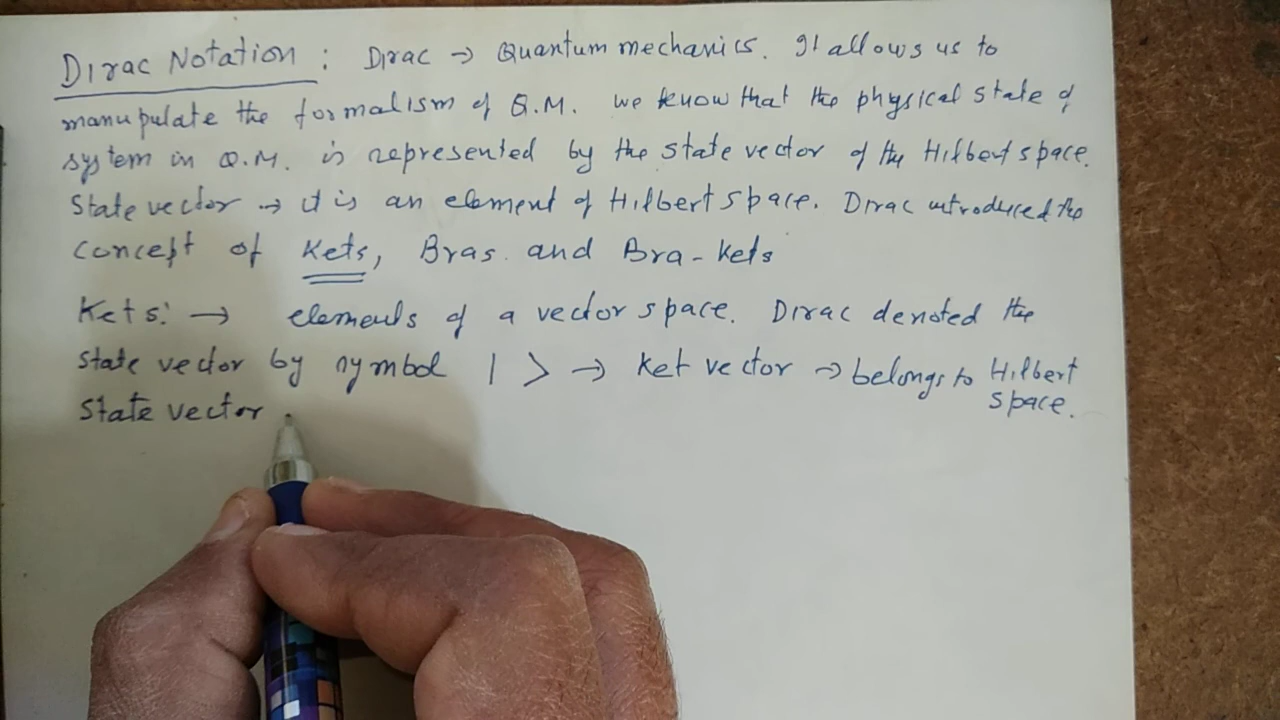 Dirac Notation : Dirac → Quantum mechanics. It allows us to
manupulate the formalism of Q.M. we know that the physical state of
system in Q.M. is represented by the state vector of the Hilbert space.
State vector → it is an element of Hilbert space. Dirac introduced the
concept of Kets, Bras and Bra-kets
Kets: → elements of a vector space. Dirac denoted the
state vector by symbol | > → Ket vector → belongs to Hilbert
space.
State vector